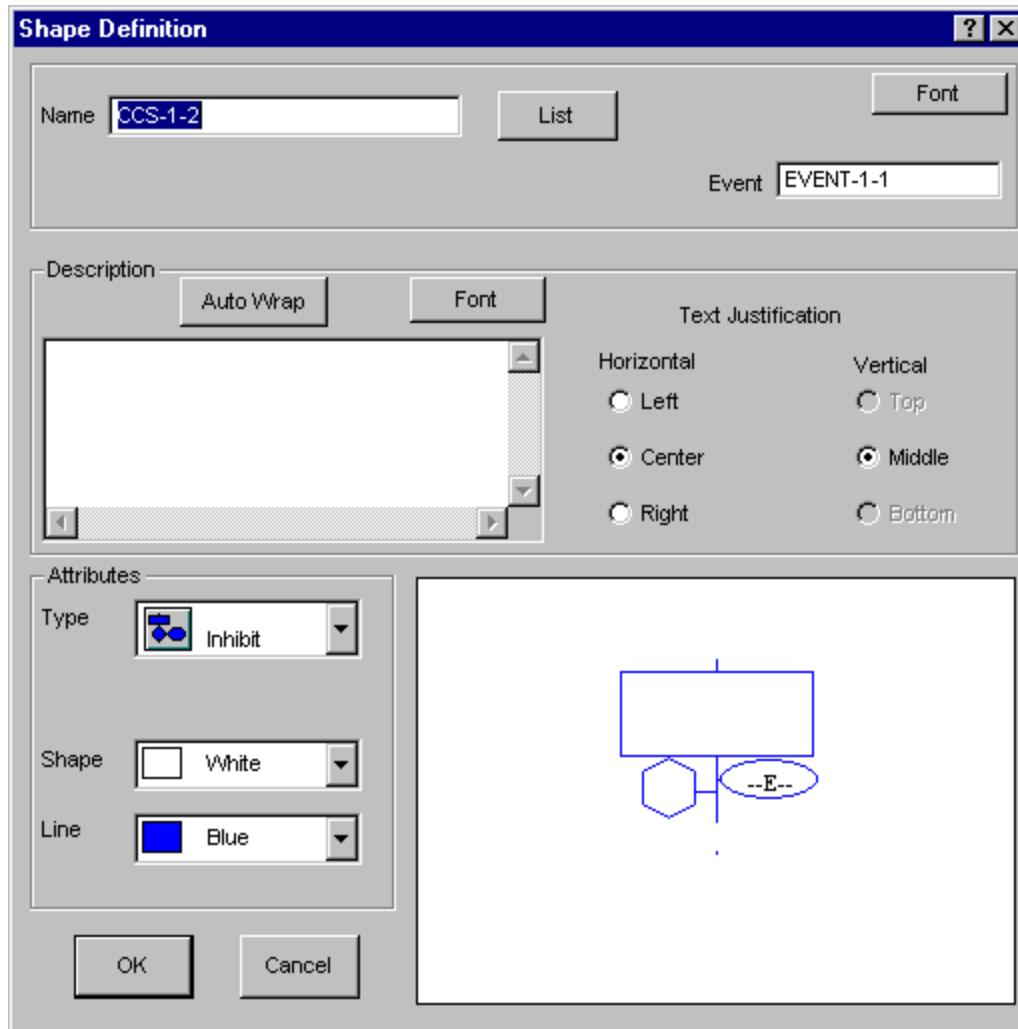 Shape Definition
Font
Name CCS-1-2 List
Event EVENT-1-1
Description
Auto Wrap Font
Text Justification
Horizontal Vertical
Left Top
Center Middle
Right Bottom
Attributes
Type Inhibit
Shape White
Line Blue
--E--
OK Cancel